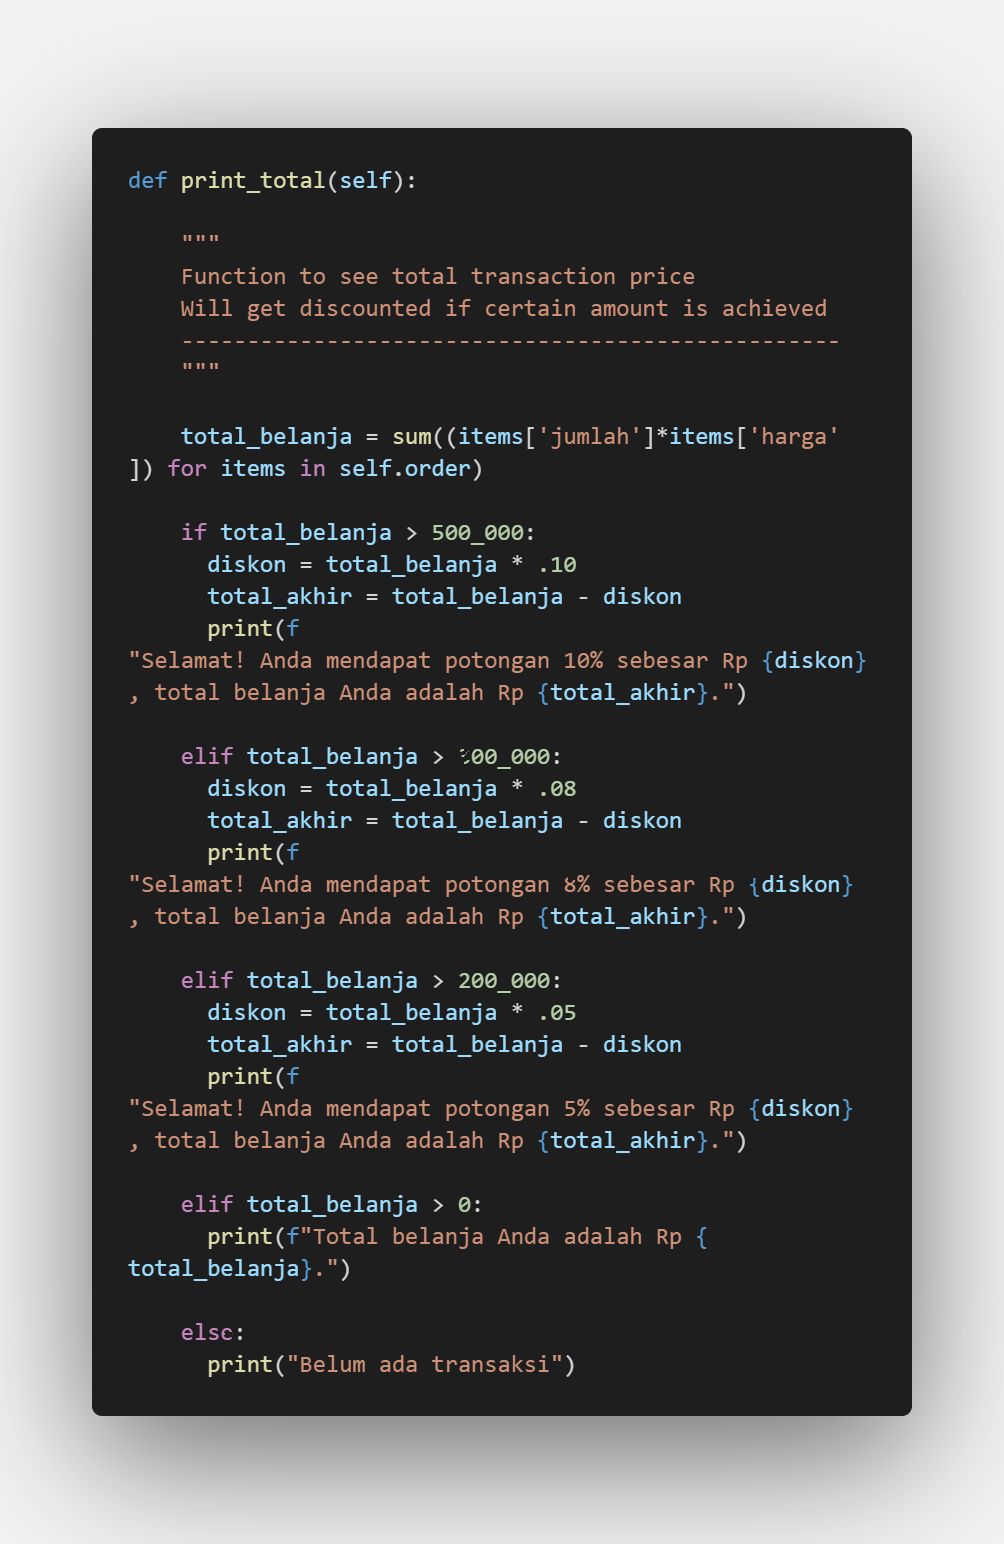 def print_total(self):
"""
Function to see total transaction price
Will get discounted if certain amount is achieved
--------------------------------------------------
"""
total_belanja = sum((items['jumlah']*items['harga'
]) for items in self.order)
if total_belanja > 500_000:
diskon = total_belanja * .10
total_akhir = total_belanja - diskon
print(f
"Selamat! Anda mendapat potongan 10% sebesar Rp {diskon}
, total belanja Anda adalah Rp {total_akhir}.")
elif total_belanja >
diskon = total_belanja * .08
total_akhir = total_belanja - diskon
print(f
"Selamat! Anda mendapat potongan 8% sebesar Rp {diskon}
, total belanja Anda adalah Rp {total_akhir}.")
elif total_belanja > 200_000:
diskon = total_belanja * .05
total_akhir = total_belanja - diskon
print(f
"Selamat! Anda mendapat potongan 5% sebesar Rp {diskon}
, total belanja Anda adalah Rp {total_akhir}.")
elif total_belanja > 0:
print(f"Total belanja Anda adalah Rp {
total_belanja}.")
else:
print("Belum ada transaksi")